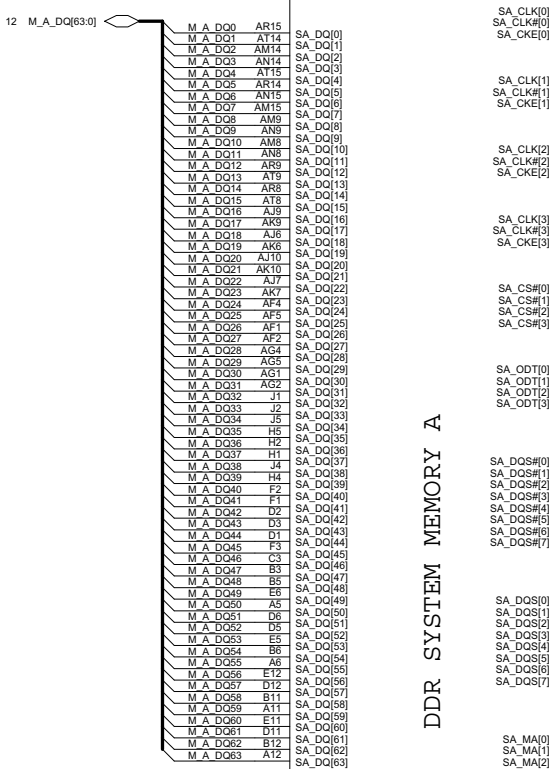 12 M_A_DQ[63:0]
M_A_DQ0 AR15 SA_DQ[0]
M_A_DQ1 AT14 SA_DQ[1]
M_A_DQ2 AM14 SA_DQ[2]
M_A_DQ3 AN14 SA_DQ[3]
M_A_DQ4 AT15 SA_DQ[4]
M_A_DQ5 AR14 SA_DQ[5]
M_A_DQ6 AN15 SA_DQ[6]
M_A_DQ7 AM15 SA_DQ[7]
M_A_DQ8 AM9 SA_DQ[8]
M_A_DQ9 AN9 SA_DQ[9]
M_A_DQ10 AM8 SA_DQ[10]
M_A_DQ11 AN8 SA_DQ[11]
M_A_DQ12 AR9 SA_DQ[12]
M_A_DQ13 AT9 SA_DQ[13]
M_A_DQ14 AR8 SA_DQ[14]
M_A_DQ15 AT8 SA_DQ[15]
M_A_DQ16 AJ9 SA_DQ[16]
M_A_DQ17 AK9 SA_DQ[17]
M_A_DQ18 AJ6 SA_DQ[18]
M_A_DQ19 AK6 SA_DQ[19]
M_A_DQ20 AJ10 SA_DQ[20]
M_A_DQ21 AK10 SA_DQ[21]
M_A_DQ22 AJ7 SA_DQ[22]
M_A_DQ23 AK7 SA_DQ[23]
M_A_DQ24 AF4 SA_DQ[24]
M_A_DQ25 AF5 SA_DQ[25]
M_A_DQ26 AF1 SA_DQ[26]
M_A_DQ27 AF2 SA_DQ[27]
M_A_DQ28 AG4 SA_DQ[28]
M_A_DQ29 AG5 SA_DQ[29]
M_A_DQ30 AG1 SA_DQ[30]
M_A_DQ31 AG2 SA_DQ[31]
M_A_DQ32 J1 SA_DQ[32]
M_A_DQ33 J2 SA_DQ[33]
M_A_DQ34 J5 SA_DQ[34]
M_A_DQ35 H5 SA_DQ[35]
M_A_DQ36 H2 SA_DQ[36]
M_A_DQ37 H1 SA_DQ[37]
M_A_DQ38 J4 SA_DQ[38]
M_A_DQ39 H4 SA_DQ[39]
M_A_DQ40 F2 SA_DQ[40]
M_A_DQ41 F1 SA_DQ[41]
M_A_DQ42 D2 SA_DQ[42]
M_A_DQ43 D3 SA_DQ[43]
M_A_DQ44 D1 SA_DQ[44]
M_A_DQ45 F3 SA_DQ[45]
M_A_DQ46 C3 SA_DQ[46]
M_A_DQ47 B3 SA_DQ[47]
M_A_DQ48 B5 SA_DQ[48]
M_A_DQ49 E6 SA_DQ[49]
M_A_DQ50 A5 SA_DQ[50]
M_A_DQ51 D6 SA_DQ[51]
M_A_DQ52 D5 SA_DQ[52]
M_A_DQ53 E5 SA_DQ[53]
M_A_DQ54 B6 SA_DQ[54]
M_A_DQ55 A6 SA_DQ[55]
M_A_DQ56 E12 SA_DQ[56]
M_A_DQ57 D12 SA_DQ[57]
M_A_DQ58 B11 SA_DQ[58]
M_A_DQ59 A11 SA_DQ[59]
M_A_DQ60 E11 SA_DQ[60]
M_A_DQ61 D11 SA_DQ[61]
M_A_DQ62 B12 SA_DQ[62]
M_A_DQ63 A12 SA_DQ[63]
DDR SYSTEM MEMORY A
SA_CLK[0]
SA_CLK#[0]
SA_CKE[0]
SA_CLK[1]
SA_CLK#[1]
SA_CKE[1]
SA_CLK[2]
SA_CLK#[2]
SA_CKE[2]
SA_CLK[3]
SA_CLK#[3]
SA_CKE[3]
SA_CS#[0]
SA_CS#[1]
SA_CS#[2]
SA_CS#[3]
SA_ODT[0]
SA_ODT[1]
SA_ODT[2]
SA_ODT[3]
SA_DQS#[0]
SA_DQS#[1]
SA_DQS#[2]
SA_DQS#[3]
SA_DQS#[4]
SA_DQS#[5]
SA_DQS#[6]
SA_DQS#[7]
SA_DQS[0]
SA_DQS[1]
SA_DQS[2]
SA_DQS[3]
SA_DQS[4]
SA_DQS[5]
SA_DQS[6]
SA_DQS[7]
SA_MA[0]
SA_MA[1]
SA_MA[2]